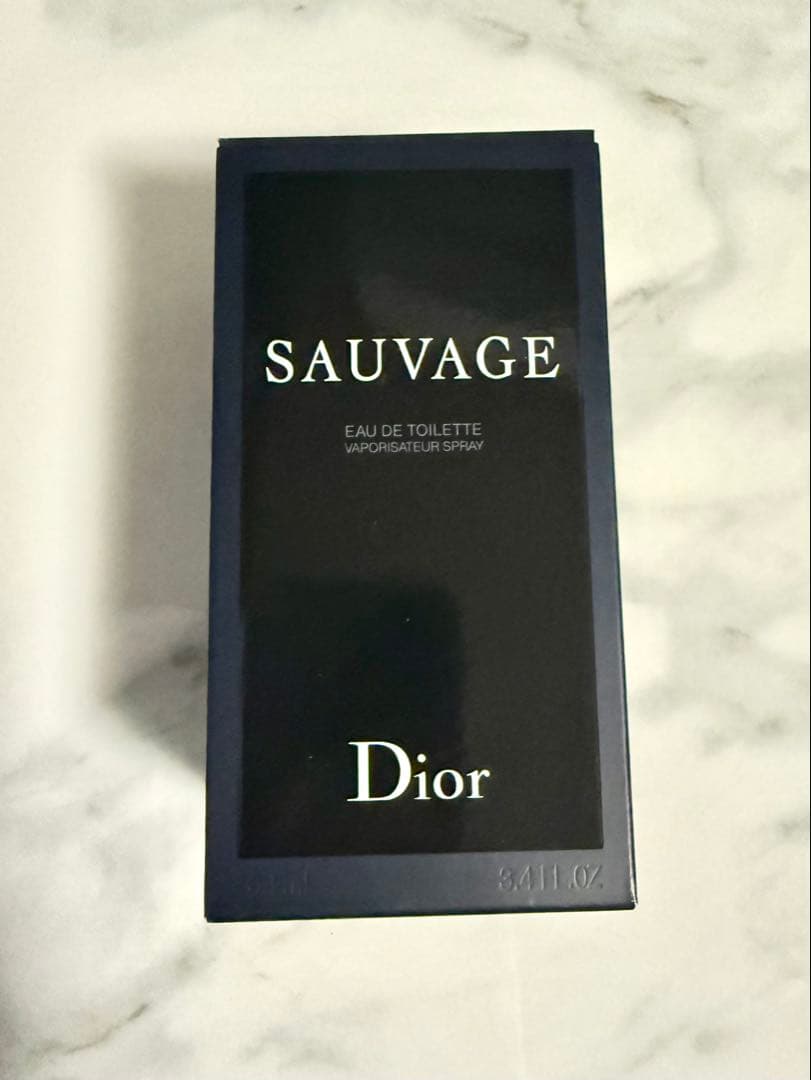 SAUVAGE
EAU DE TOILETTE
VAPORISATEUR SPRAY
Dior
3.4 FL.OZ